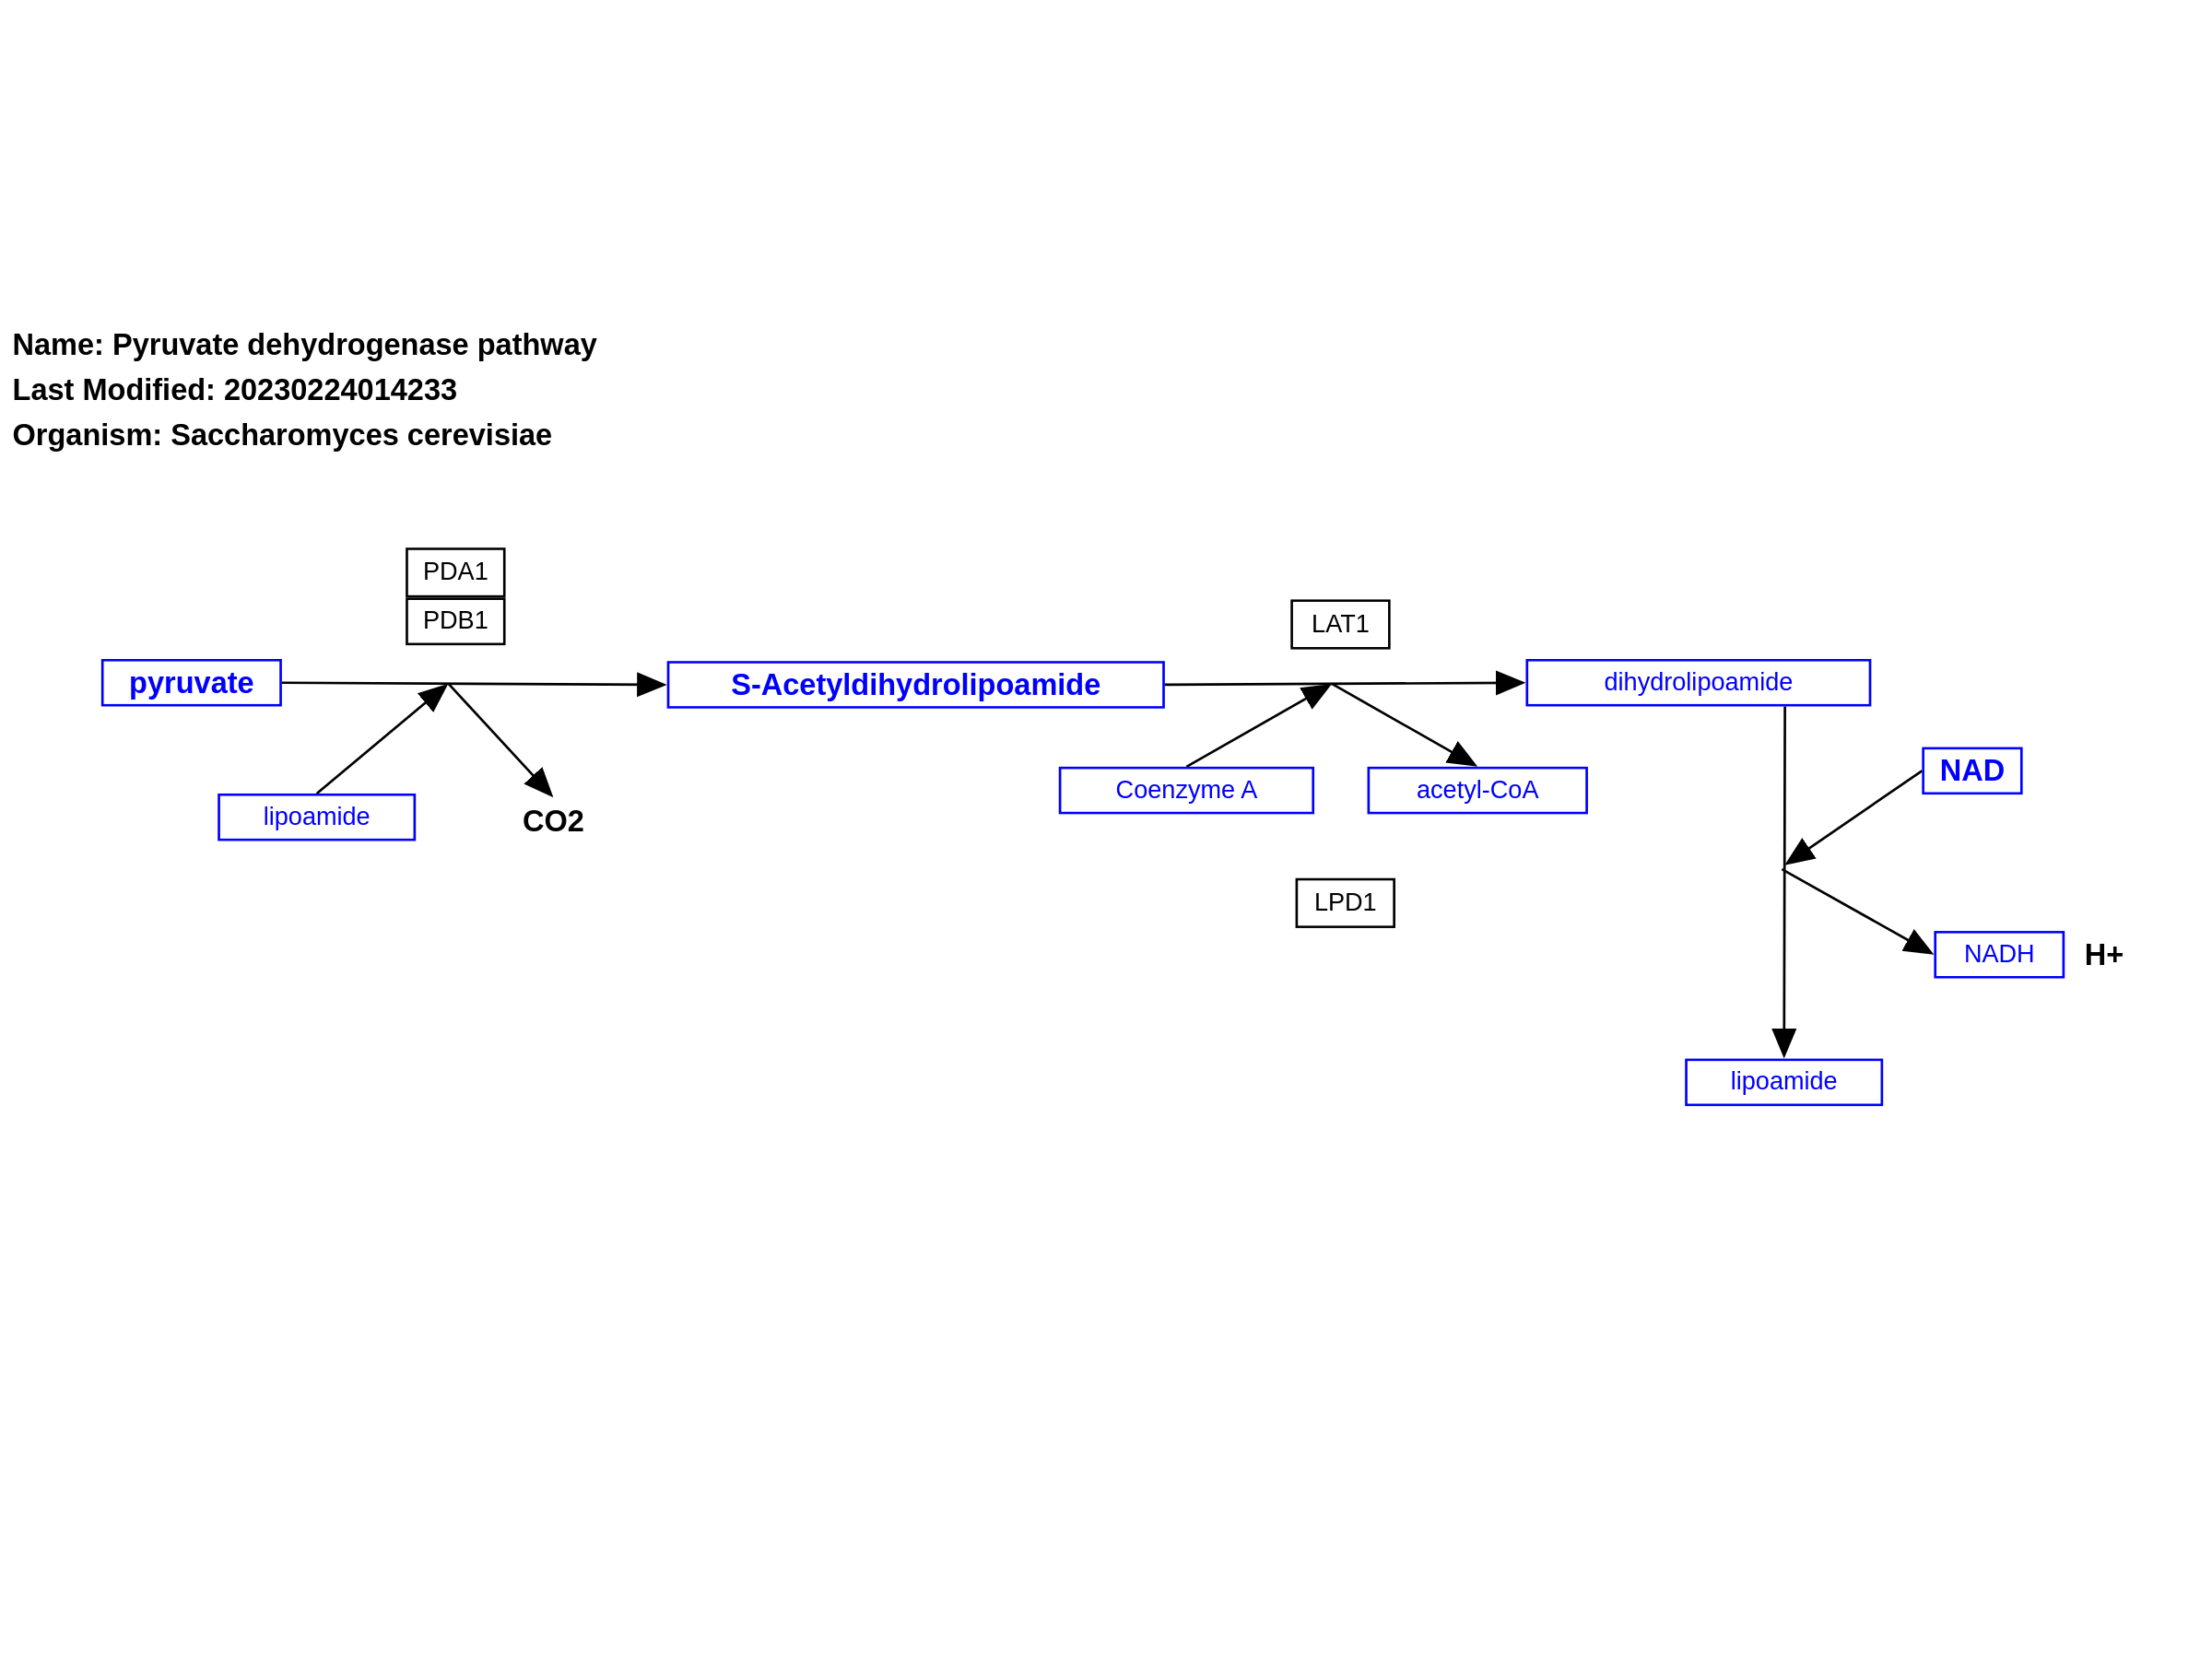 Name: Pyruvate dehydrogenase pathway
Last Modified: 20230224014233
Organism: Saccharomyces cerevisiae
PDA1
PDB1
LAT1
pyruvate
S-Acetyldihydrolipoamide
dihydrolipoamide
NAD
Coenzyme A
acetyl-CoA
lipoamide
CO2
LPD1
NADH
H+
lipoamide